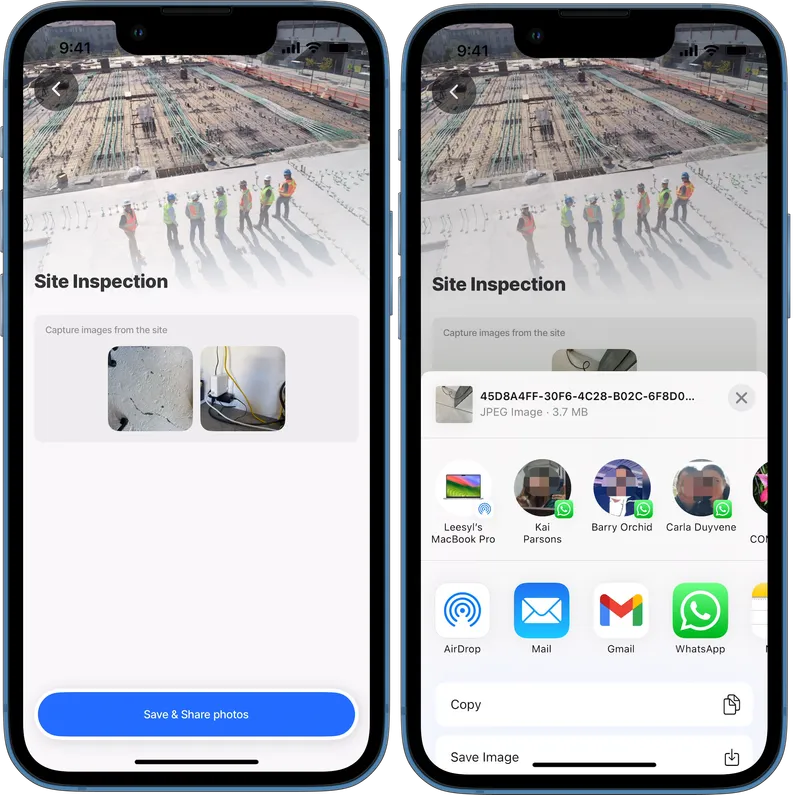 9:41
Site Inspection
Capture images from the site
Save & Share photos
9:41
Site Inspection
Capture images from the site
45D8A4FF-30F6-4C28-B02C-6F8D0...
JPEG Image · 3.7 MB
Leesyl's
MacBook Pro
Kai
Parsons
Barry Orchid
Carla Duyvene
AirDrop
Mail
Gmail
WhatsApp
Copy
Save Image